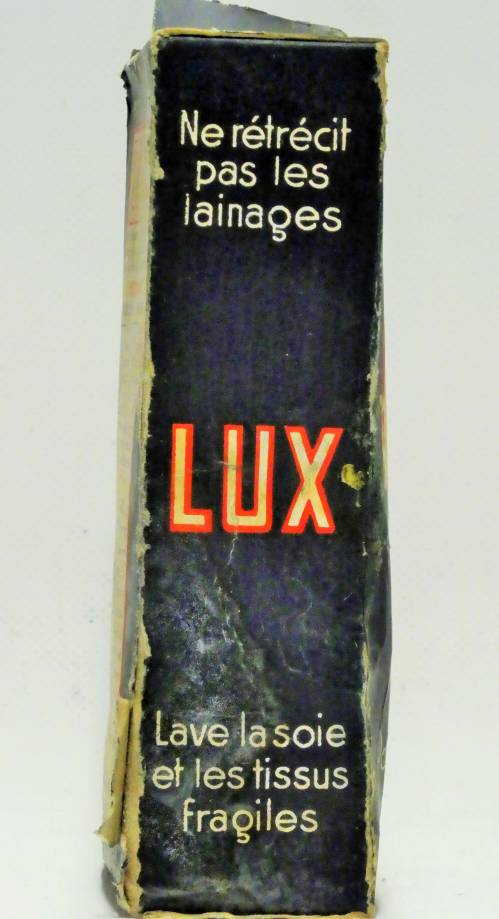 Ne rétrécit
pas les
lainages
LUX
Lave la soie
et les tissus
fragiles